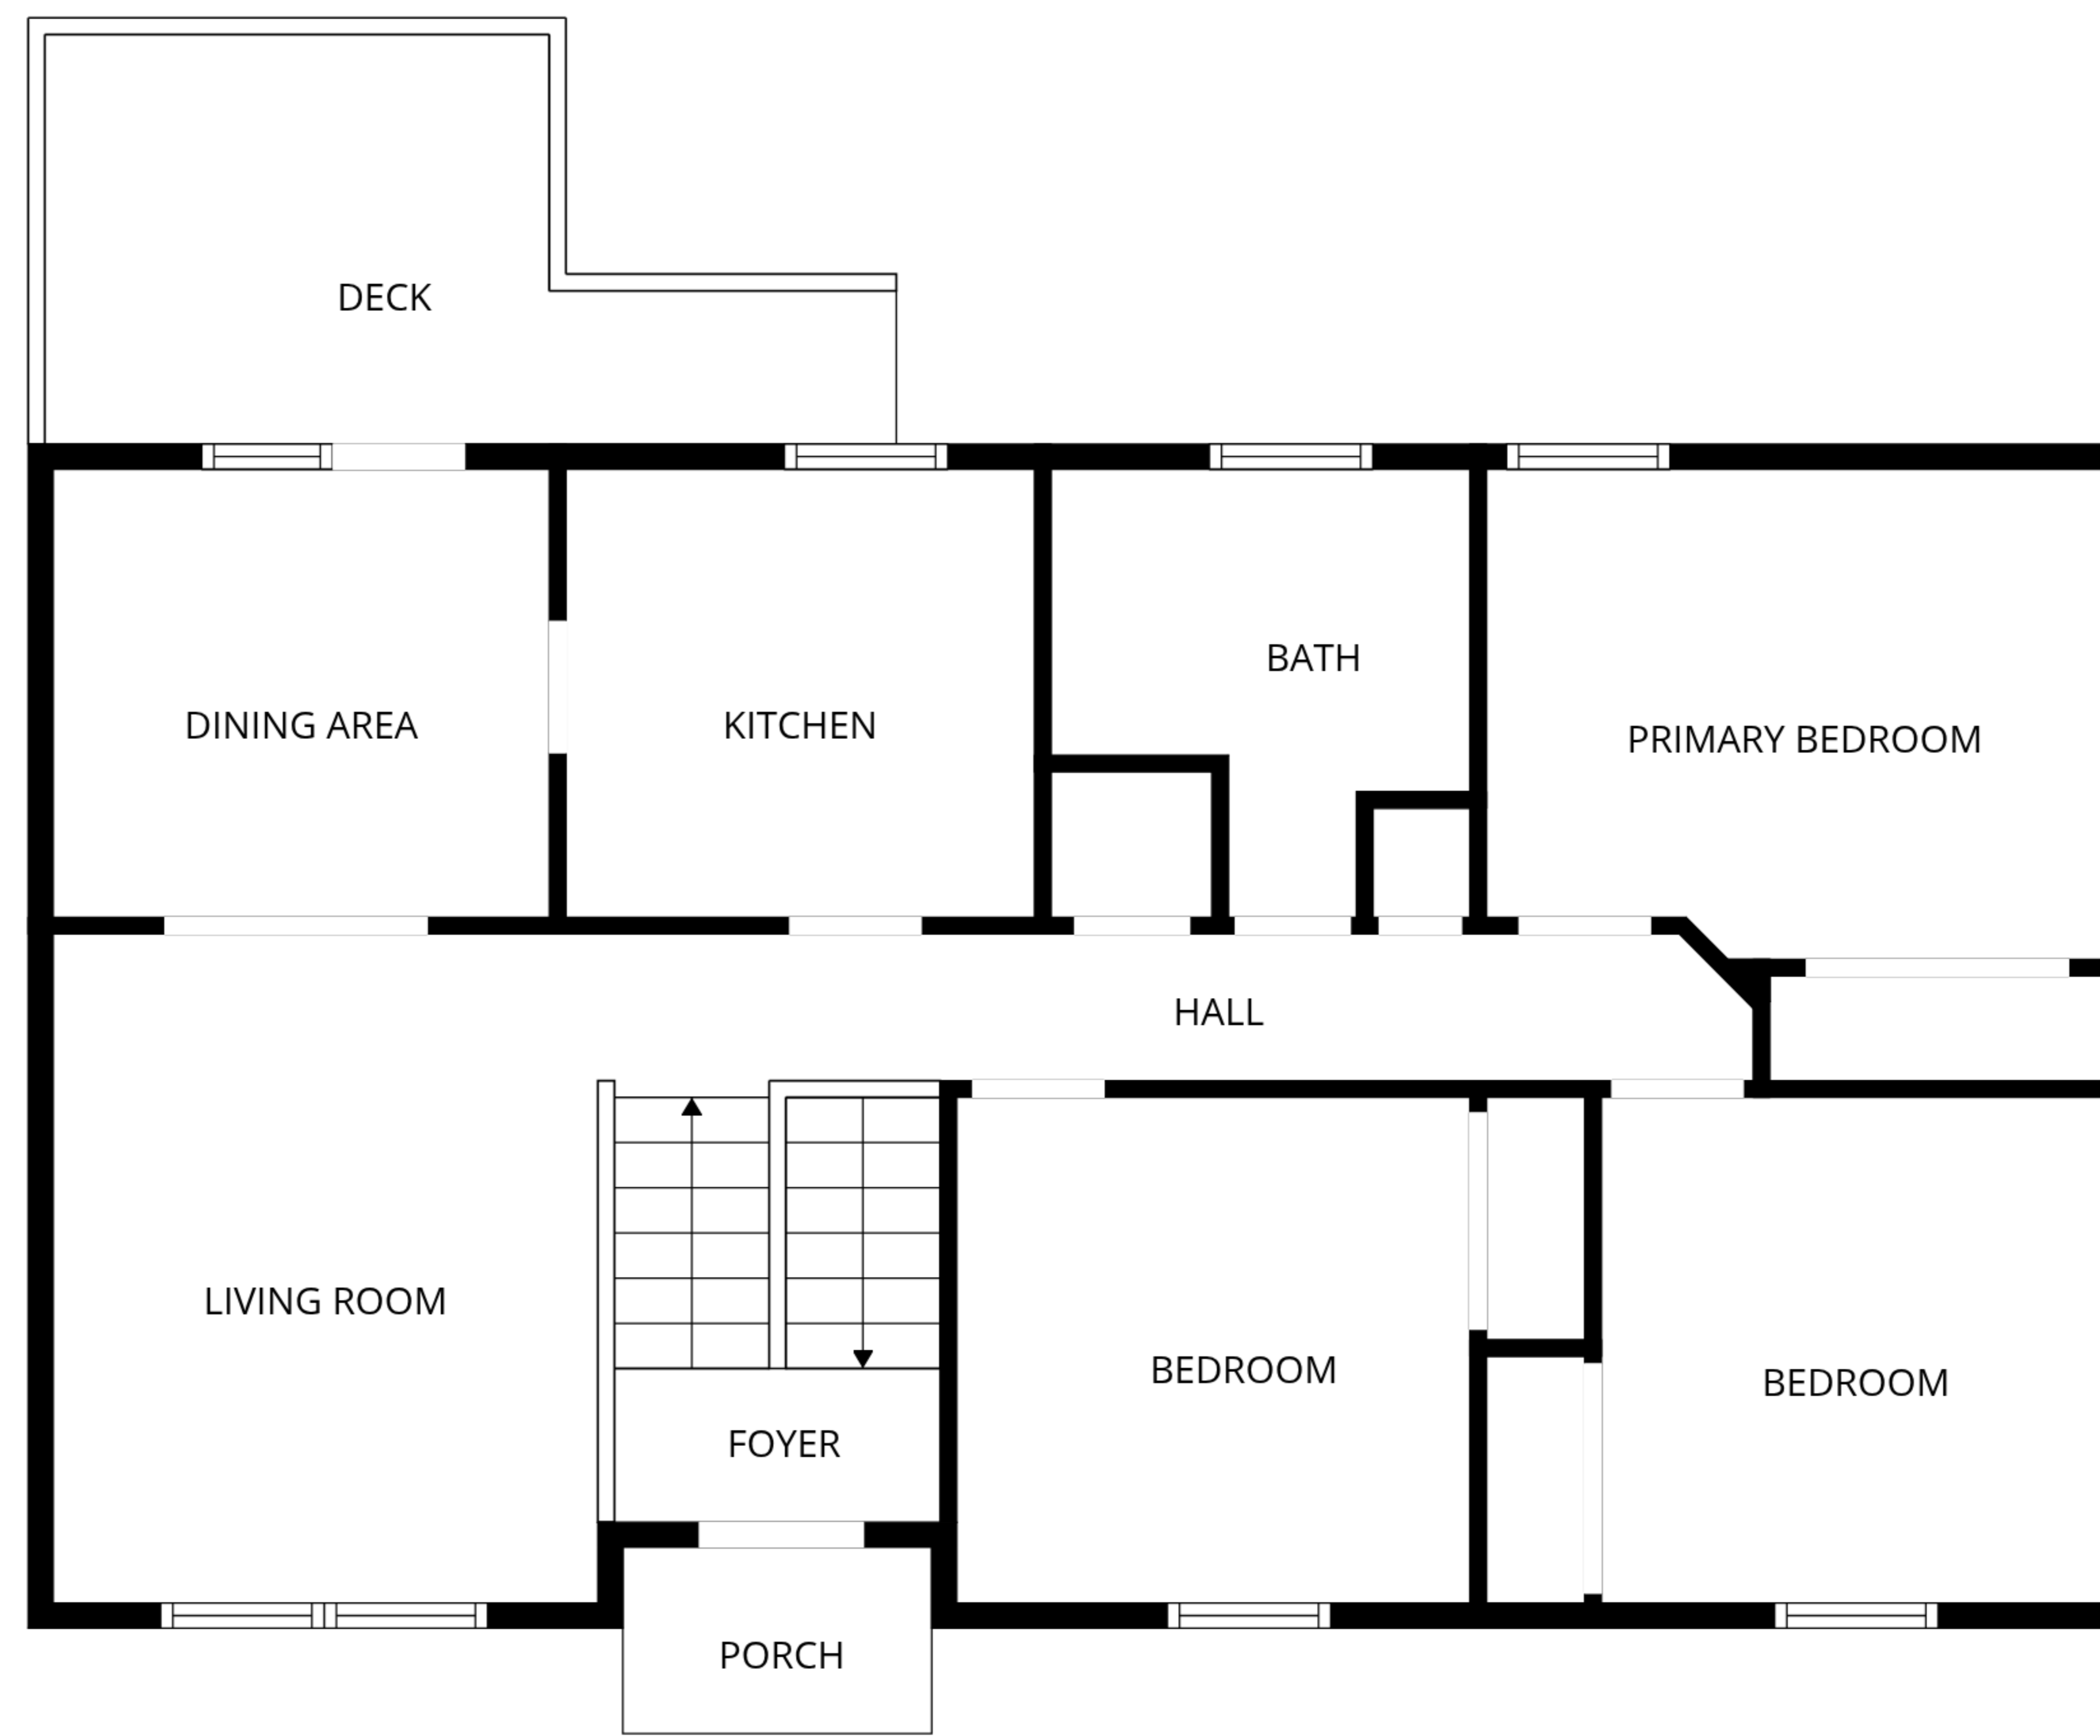 DECK
BATH
DINING AREA
KITCHEN
PRIMARY BEDROOM
HALL
LIVING ROOM
BEDROOM
BEDROOM
FOYER
PORCH